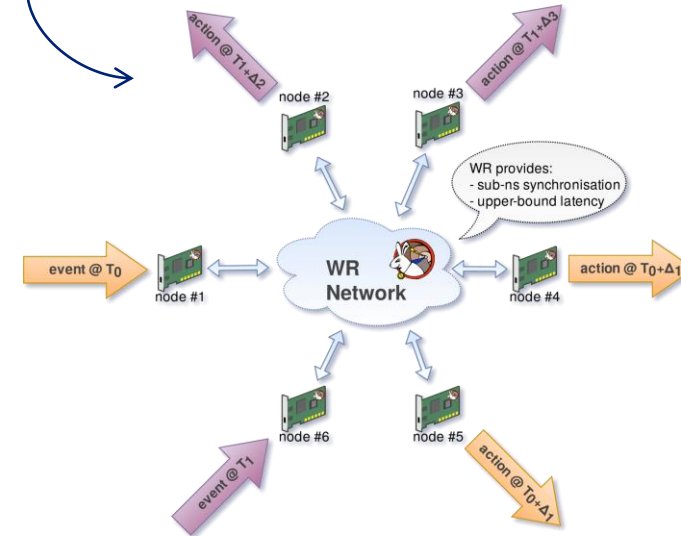 action @ T1+Δ2
action @ T1+Δ3
node #2
node #3
WR provides:
- sub-ns synchronisation
- upper-bound latency
event @ T0
node #1
WR
Network
node #4
action @ T0+Δ1
node #6
node #5
event @ T1
action @ T0+Δ1